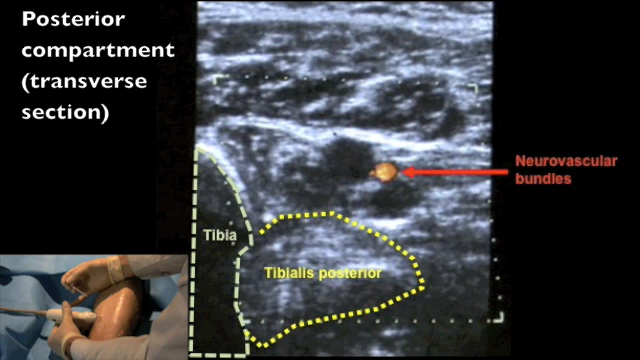 Posterior
compartment
(transverse
section)
Neurovascular
bundles
Tibia
Tibialis posterior